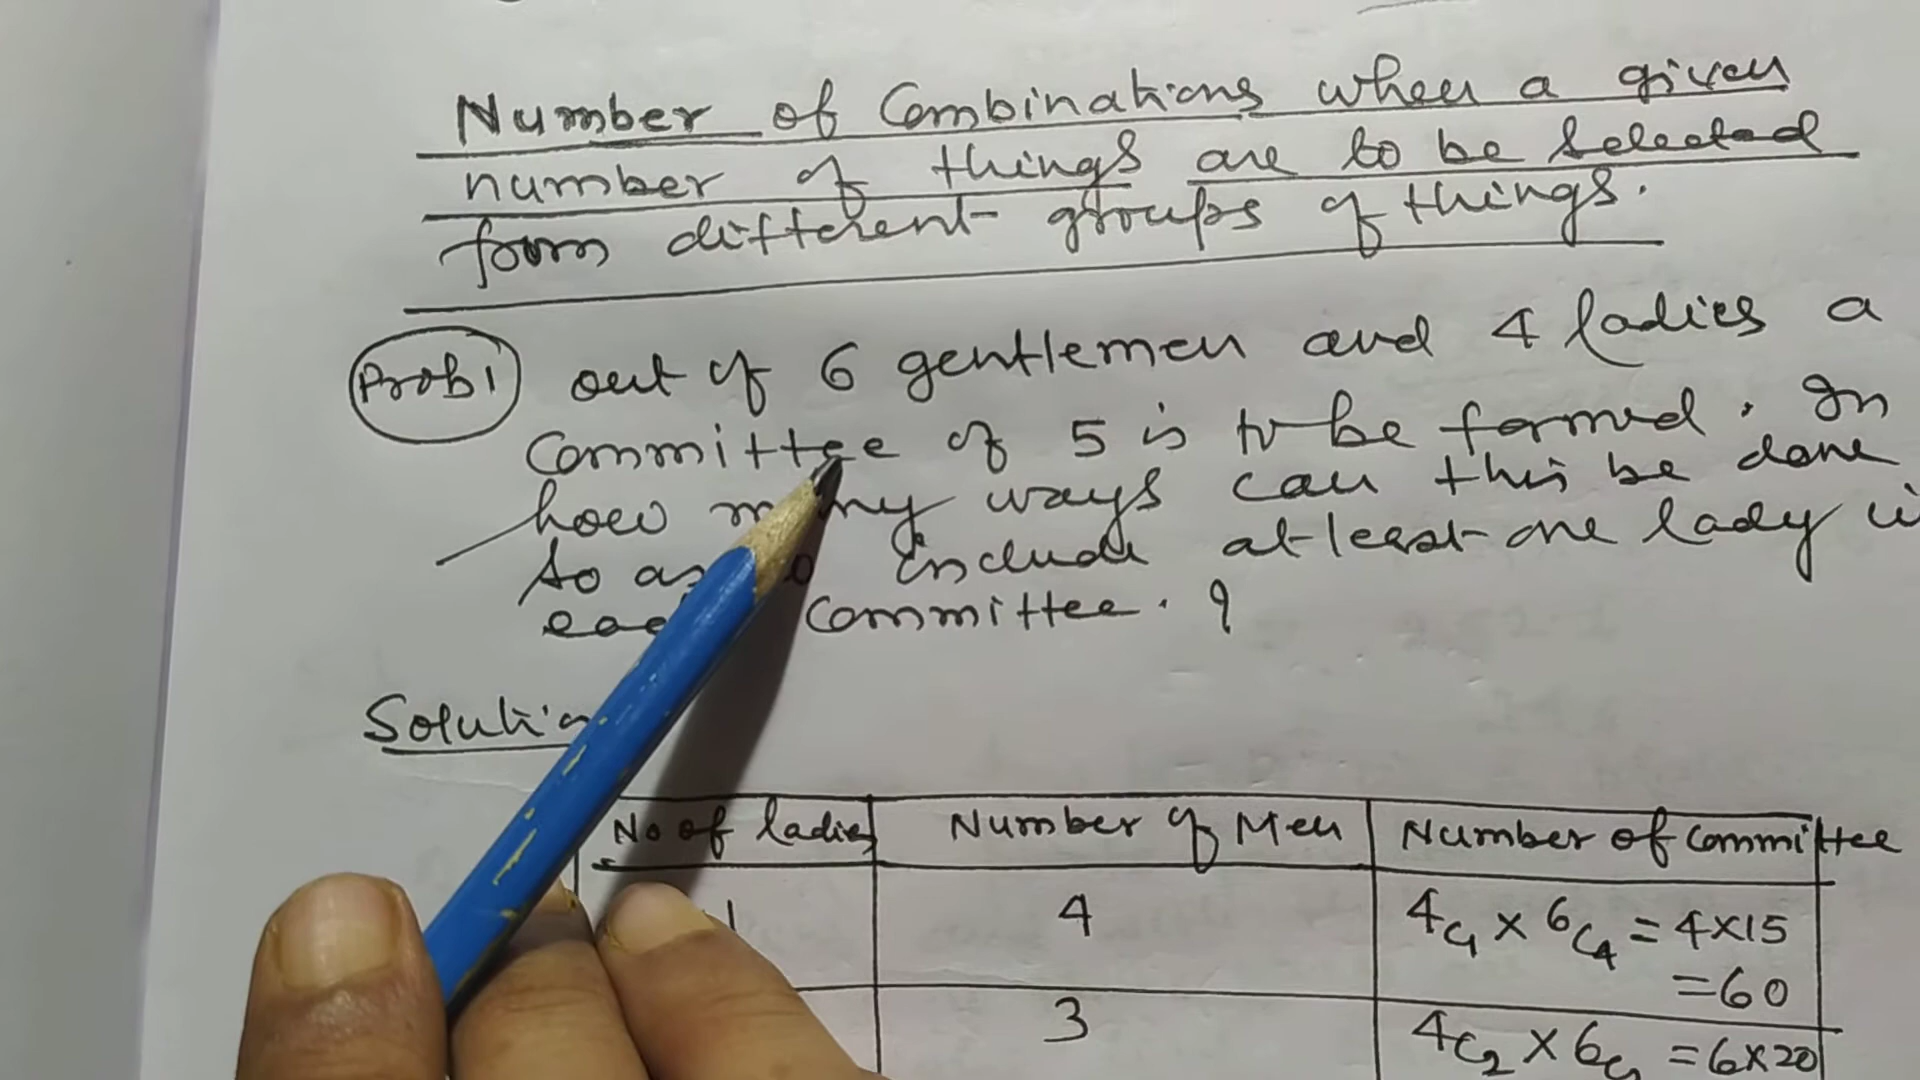 Number of Combinations when a given
number of things are to be selected
from different groups of things.
Prob1 out of 6 gentlemen and 4 ladies a
Committee of 5 is to be formed. In
how many ways can this be done
so as to include at-least-one lady
committee. ?
Solution
No of ladies Number of Men Number of Committee
1 4 4C1 × 6C4 = 4×15
=60
3 4C2 × 6C3 = 6×20